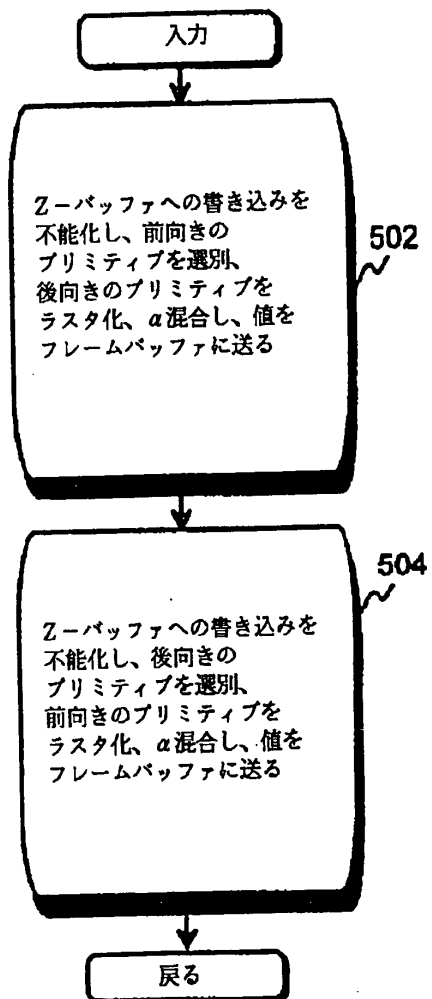 入力
Z－バッファへの書き込みを
不能化し、前向きの
プリミティブを選別、
後向きのプリミティブを
ラスタ化、α混合し、値を
フレームバッファに送る
502
Z－バッファへの書き込みを
不能化し、後向きの
プリミティブを選別、
前向きのプリミティブを
ラスタ化、α混合し、値を
フレームバッファに送る
504
戻る